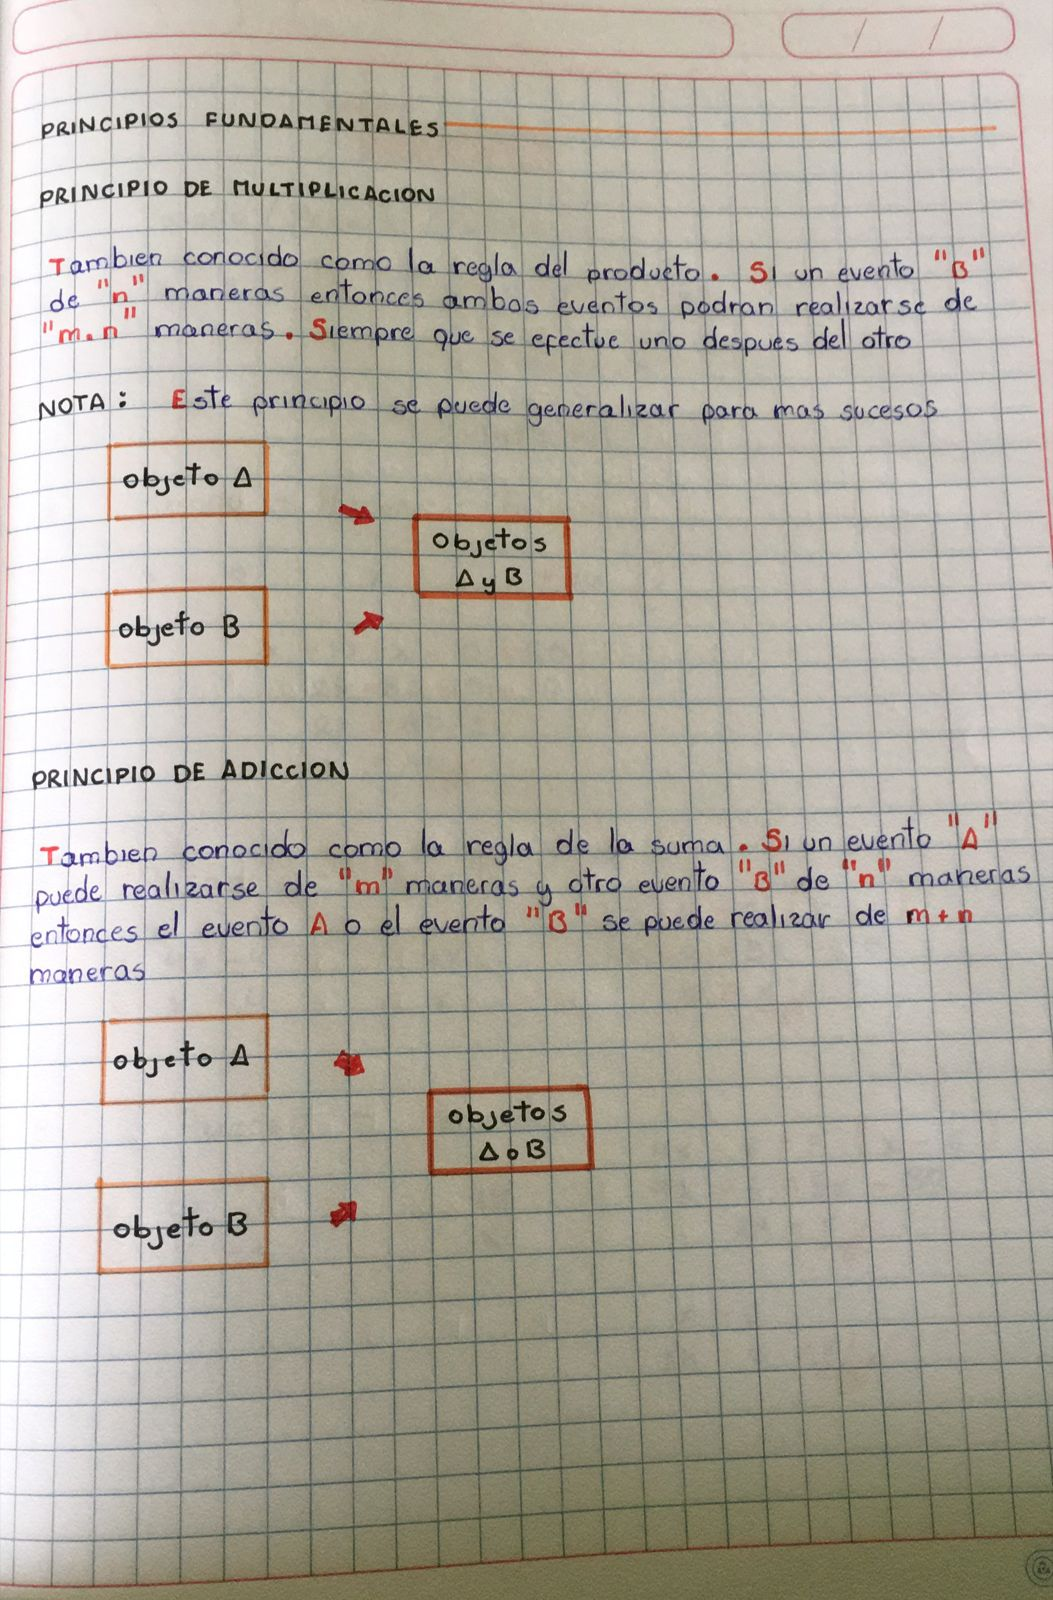 PRINCIPIOS FUNDAMENTALES
PRINCIPIO DE MULTIPLICACION
Tambien conocido como la regla del producto. Si un evento "B"
de "n" maneras entonces ambos eventos podran realizarse de
"m.n" maneras. Siempre que se efectue uno despues del otro
NOTA: Este principio se puede generalizar para mas sucesos
objeto A
objetos
A y B
objeto B
PRINCIPIO DE ADICCION
Tambien conocido como la regla de la suma. Si un evento "A"
puede realizarse de "m" maneras y otro evento "B" de "n" maneras
entonces el evento A o el evento "B" se puede realizar de m+n
maneras
objeto A
objetos
A o B
objeto B